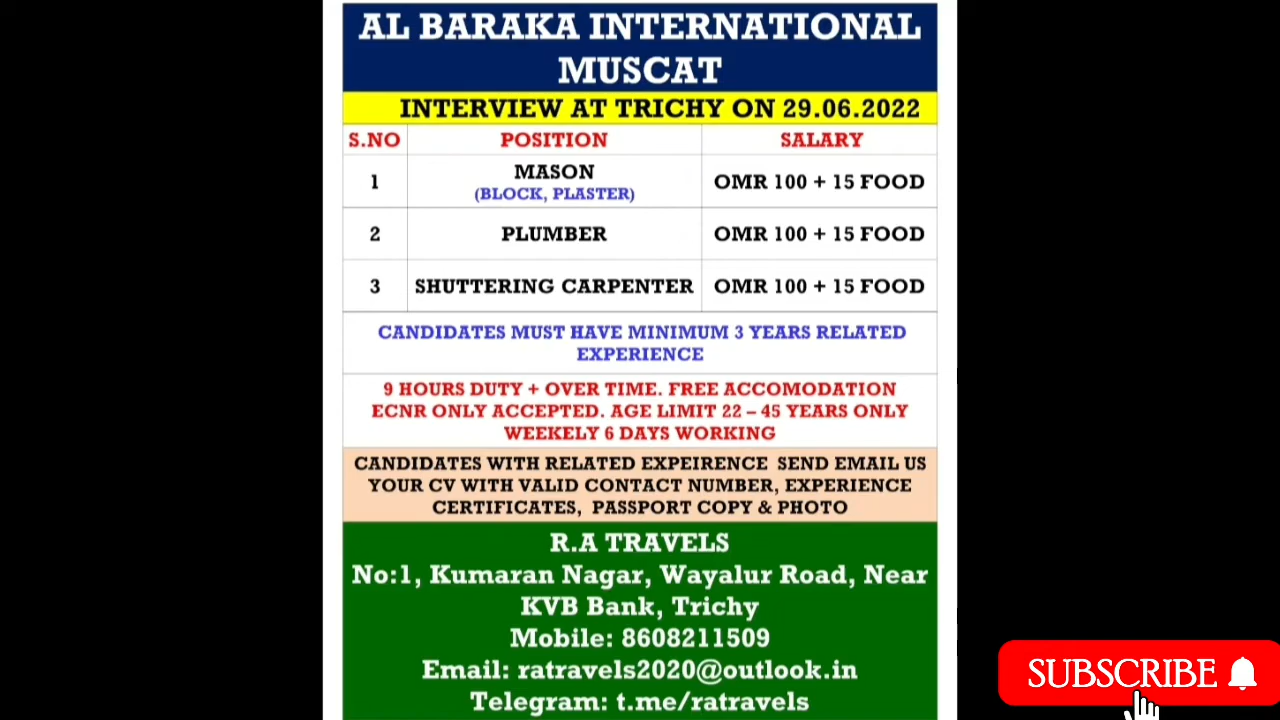 AL BARAKA INTERNATIONAL
MUSCAT
INTERVIEW AT TRICHY ON 29.06.2022
S.NO POSITION SALARY
1 MASON (BLOCK, PLASTER) OMR 100 + 15 FOOD
2 PLUMBER OMR 100 + 15 FOOD
3 SHUTTERING CARPENTER OMR 100 + 15 FOOD
CANDIDATES MUST HAVE MINIMUM 3 YEARS RELATED
EXPERIENCE
9 HOURS DUTY + OVER TIME. FREE ACCOMODATION
ECNR ONLY ACCEPTED. AGE LIMIT 22 – 45 YEARS ONLY
WEEKELY 6 DAYS WORKING
CANDIDATES WITH RELATED EXPEIRENCE SEND EMAIL US
YOUR CV WITH VALID CONTACT NUMBER, EXPERIENCE
CERTIFICATES, PASSPORT COPY & PHOTO
R.A TRAVELS
No:1, Kumaran Nagar, Wayalur Road, Near
KVB Bank, Trichy
Mobile: 8608211509
Email: ratravels2020@outlook.in
Telegram: t.me/ratravels
SUBSCRIBE